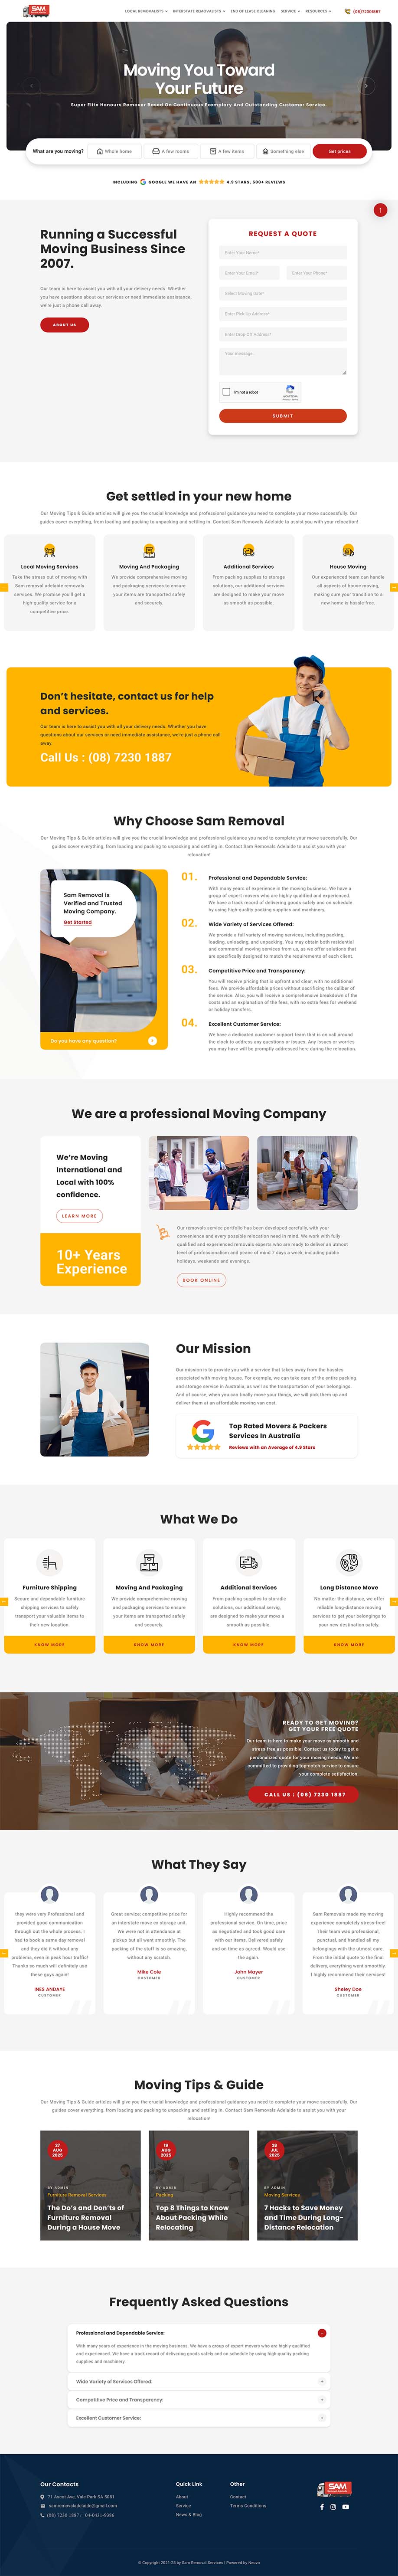 SAM
LOCAL REMOVALISTS
INTERSTATE REMOVALISTS
END OF LEASE CLEANING
SERVICE
RESOURCES
(08)72301887
Moving You Toward
Your Future
Super Elite Honours Remover Based On Continuous Exemplary And Outstanding Customer Service.
What are you moving?
Whole home
A few rooms
A few items
Something else
Get prices
INCLUDING GOOGLE WE HAVE AN 4.9 STARS, 500+ REVIEWS
Running a Successful
Moving Business Since
2007.
Our team is here to assist you with all your delivery needs. Whether
you have questions about our services or need immediate assistance,
we're just a phone call away.
ABOUT US
REQUEST A QUOTE
Enter Your Name*
Enter Your Email*
Enter Your Phone*
Select Moving Date*
Enter Pick-Up Address*
Enter Drop-Off Address*
Your message..
I'm not a robot
SUBMIT
Get settled in your new home
Our Moving Tips & Guide articles will give you the crucial knowledge and professional guidance you need to complete your move successfully. Our
guides cover everything, from loading and packing to unpacking and settling in. Contact Sam Removals Adelaide to assist you with your relocation!
Local Moving Services
Take the stress out of moving with
Sam removal adelaide removals
services. We promise you'll get a
high-quality service for a
competitive price.
Moving And Packaging
We provide comprehensive moving
and packaging services to ensure
your items are transported safely
and securely.
Additional Services
From packing supplies to storage
solutions, our additional services
are designed to make your move
as smooth as possible.
House Moving
Our experienced team can handle
all aspects of house moving,
making sure your transition to a
new home is hassle-free.
Don't hesitate, contact us for help
and services.
Our team is here to assist you with all your delivery needs. Whether you have
questions about our services or need immediate assistance, we're just a phone call
away.
Call Us : (08) 7230 1887
Why Choose Sam Removal
Our Moving Tips & Guide articles will give you the crucial knowledge and professional guidance you need to complete your move successfully. Our
guides cover everything, from loading and packing to unpacking and settling in. Contact Sam Removals Adelaide to assist you with your
relocation!
Sam Removal is
Verified and Trusted
Moving Company.
Get Started
Do you have any question?
01.
Professional and Dependable Service:
With many years of experience in the moving business. We have a
group of expert movers who are highly qualified and experienced. We
have a track record of delivering goods safely and on schedule
by using high-quality packing supplies and machinery.
02.
Wide Variety of Services Offered:
We provide a full variety of moving services, including packing,
loading, unloading, and unpacking. You may obtain both residential
and commercial moving services from us, as we offer solutions that
are specifically designed to match the requirements of each client.
03.
Competitive Price and Transparency:
You will receive pricing that is upfront and clear, with no additional
fees. We provide affordable prices without sacrificing the caliber of
the service. Also, you will receive a comprehensive breakdown of the
costs and an explanation of the fees, with no extra fees for weekend
or holiday transfers.
04.
Excellent Customer Service:
We have a dedicated customer support team that is on call around
the clock to address any questions or issues. Any issues or worries
you may have will be promptly addressed here during the relocation.
We are a professional Moving Company
We're Moving
International and
Local with 100%
confidence.
LEARN MORE
10+ Years
Experience
Our removals service portfolio has been developed carefully, with your
convenience and every possible relocation need in mind. We work with fully
qualified and experienced removals experts who are ready to deliver an utmost
level of professionalism and peace of mind 7 days a week, including public
holidays, weekends and evenings.
BOOK ONLINE
Our Mission
Our mission is to provide you with a service that takes away from the hassles
associated with moving house. For example, we can take care of the entire packing
and storage service in Australia, as well as the transportation of your belongings.
And of course, when you can finally move your things, we will pick them up and
deliver them at an affordable moving van cost.
Top Rated Movers & Packers
Services In Australia
Reviews with an Average of 4.9 Stars
What We Do
Furniture Shipping
Secure and dependable furniture
shipping services to safely
transport your valuable items to
their new location.
KNOW MORE
Moving And Packaging
We provide comprehensive moving
and packaging services to ensure
your items are transported safely
and securely.
KNOW MORE
Additional Services
From packing supplies to storidle
solutions, our additional servig,
are designed to make your move a
smooth as possible.
KNOW MORE
Long Distance Move
No matter the distance, we offer
reliable long-distance moving
services to get your belongings to
your new destination safely.
KNOW MORE
READY TO GET MOVING?
GET YOUR FREE QUOTE
Our team is here to make your move as smooth and
stress-free as possible. Contact us today to get a
personalized quote for your moving needs. We are
committed to providing top-notch service to ensure
your complete satisfaction.
CALL US : (08) 7230 1887
What They Say
they were very Professional and
provided good communication
through out the whole process. I
had to book a same day removal
and they did it without any
problems, even in peak hour traffic!
Thanks so much will definitely use
these guys again!
INES ANDAYÉ
CUSTOMER
Great service; competitive price for
an interstate move ex storage unit.
We were not in attendance at
pickup but all went smoothly. The
packing of the stuff is so amazing,
without any scratch.
Mike Cole
CUSTOMER
Highly recommend the
professional service. On time, price
as negotiated and took good care
with our items. Delivered safely
and on time as agreed. Would use
the again.
John Mayer
CUSTOMER
Sam Removals made my moving
experience completely stress-free!
Their team was professional,
punctual, and handled all my
belongings with the utmost care.
From the initial quote to the final
delivery, everything went smoothly.
I highly recommend their services!
Sheley Doe
CUSTOMER
Moving Tips & Guide
Our Moving Tips & Guide articles will give you the crucial knowledge and professional guidance you need to complete your move successfully. Our
guides cover everything, from loading and packing to unpacking and settling in. Contact Sam Removals Adelaide to assist you with your
relocation!
27
AUG
2025
BY ADMIN
Furniture Removal Services
The Do's and Don'ts of
Furniture Removal
During a House Move
19
AUG
2025
BY ADMIN
Packing
Top 8 Things to Know
About Packing While
Relocating
28
JUL
2025
BY ADMIN
Moving Services
7 Hacks to Save Money
and Time During Long-
Distance Relocation
Frequently Asked Questions
Professional and Dependable Service:
With many years of experience in the moving business. We have a group of expert movers who are highly qualified
and experienced. We have a track record of delivering goods safely and on schedule by using high-quality packing
supplies and machinery.
Wide Variety of Services Offered:
Competitive Price and Transparency:
Excellent Customer Service:
Our Contacts
71 Ascot Ave, Vale Park SA 5081
samremovaladelaide@gmail.com
Quick Link
About
Service
News & Blog
Other
Contact
Terms Conditions
SAM
© Copyright 2021-25 by Sam Removal Services | Powered by